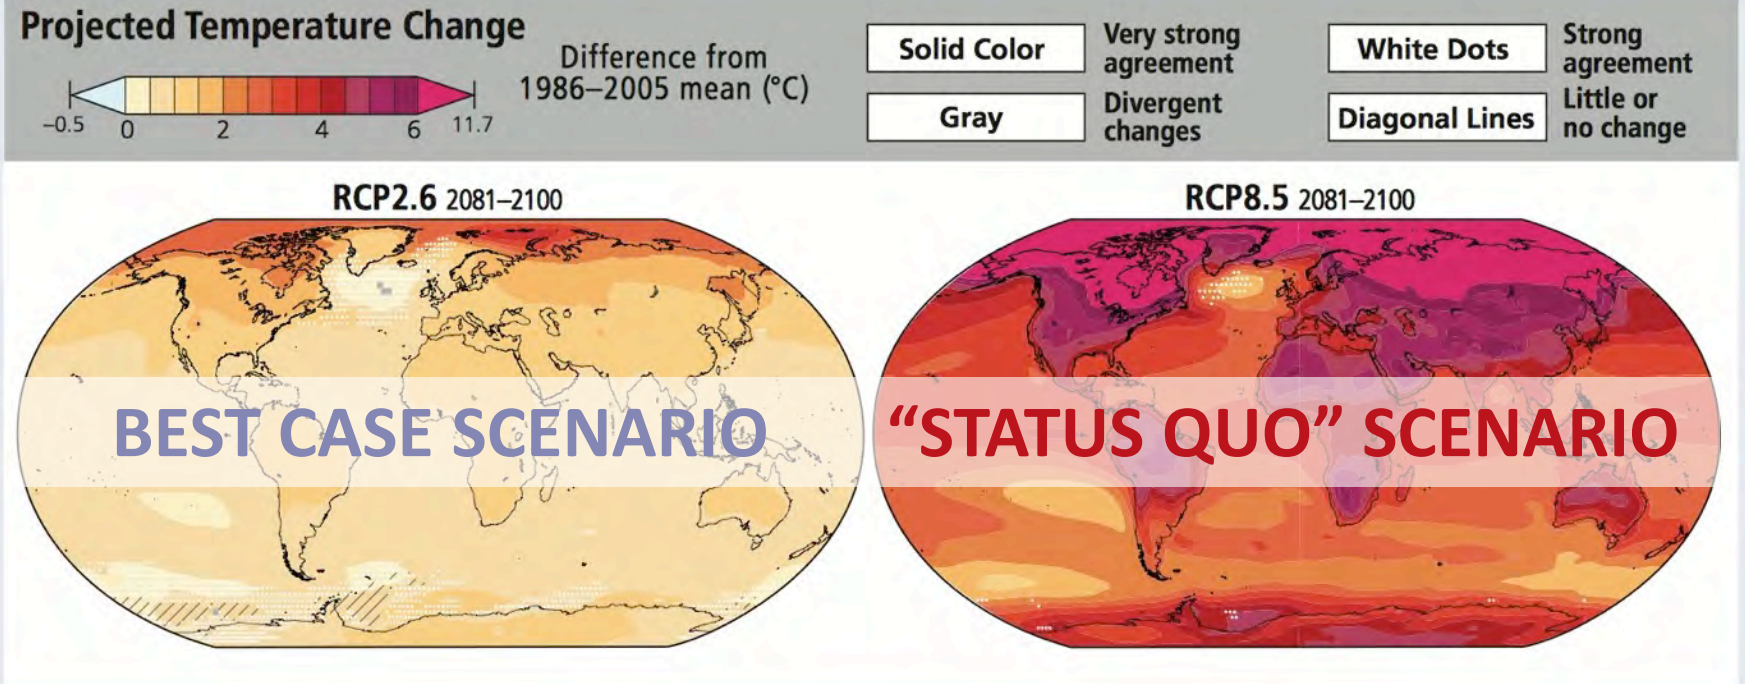 Projected Temperature Change
Difference from
1986–2005 mean (°C)
−0.5 0 2 4 6 11.7
Solid Color
Very strong
agreement
White Dots
Strong
agreement
Gray
Divergent
changes
Diagonal Lines
Little or
no change
RCP2.6 2081–2100
RCP8.5 2081–2100
BEST CASE SCENARIO
“STATUS QUO” SCENARIO